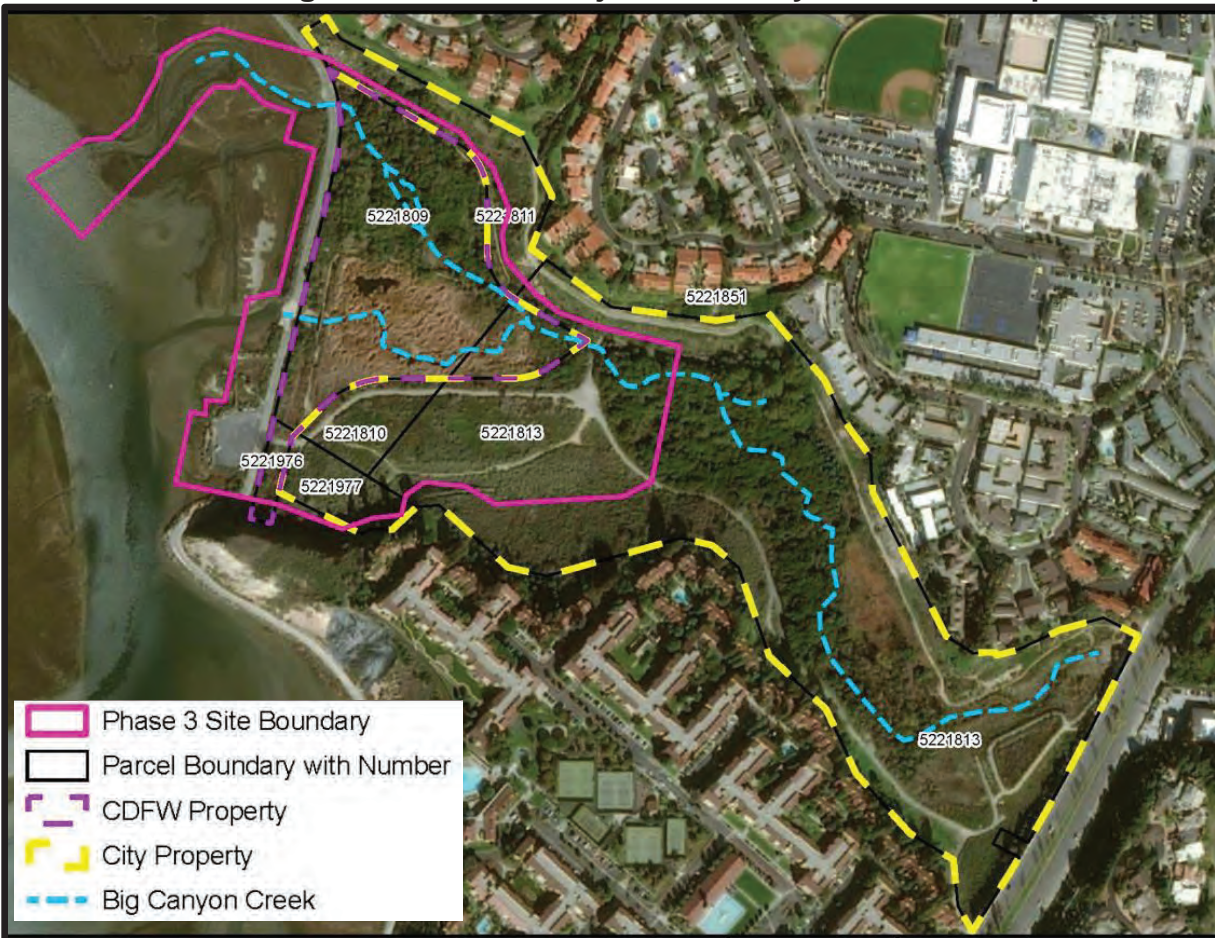 5221809
5221811
5221851
5221810
5221813
5221976
5221977
5221813
Phase 3 Site Boundary
Parcel Boundary with Number
CDFW Property
City Property
Big Canyon Creek